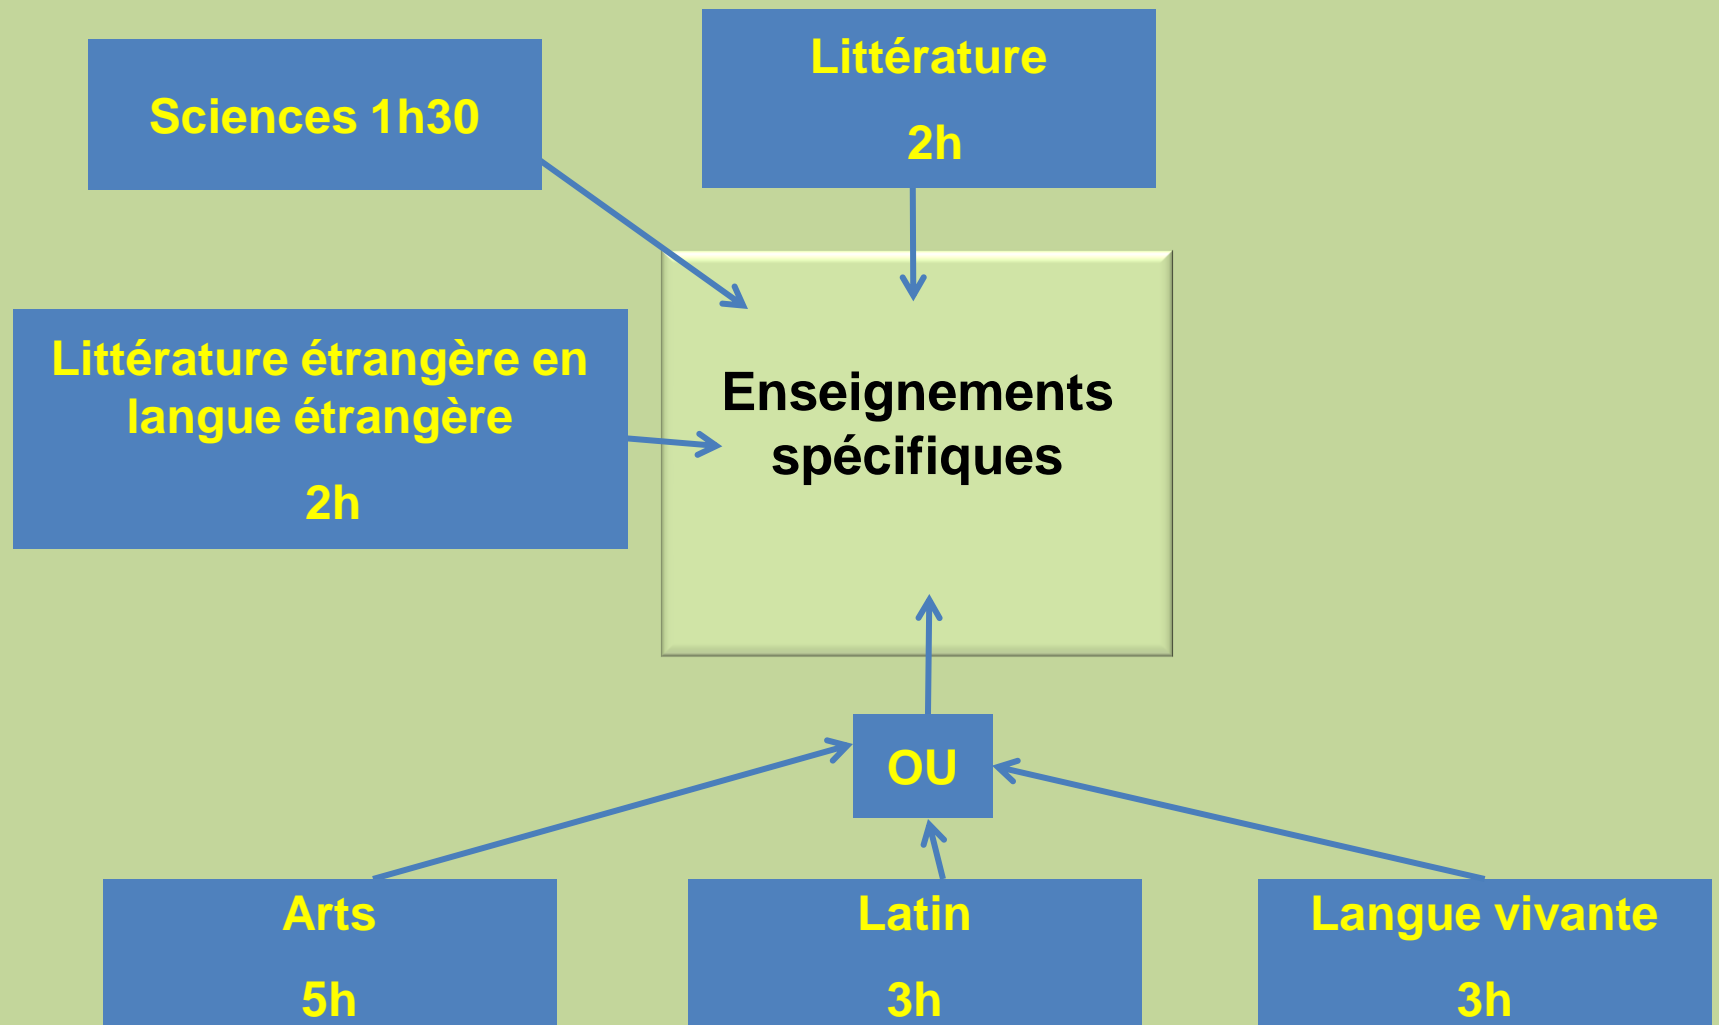 Littérature
2h
Sciences 1h30
Littérature étrangère en
langue étrangère
2h
Enseignements
spécifiques
OU
Arts
5h
Latin
3h
Langue vivante
3h